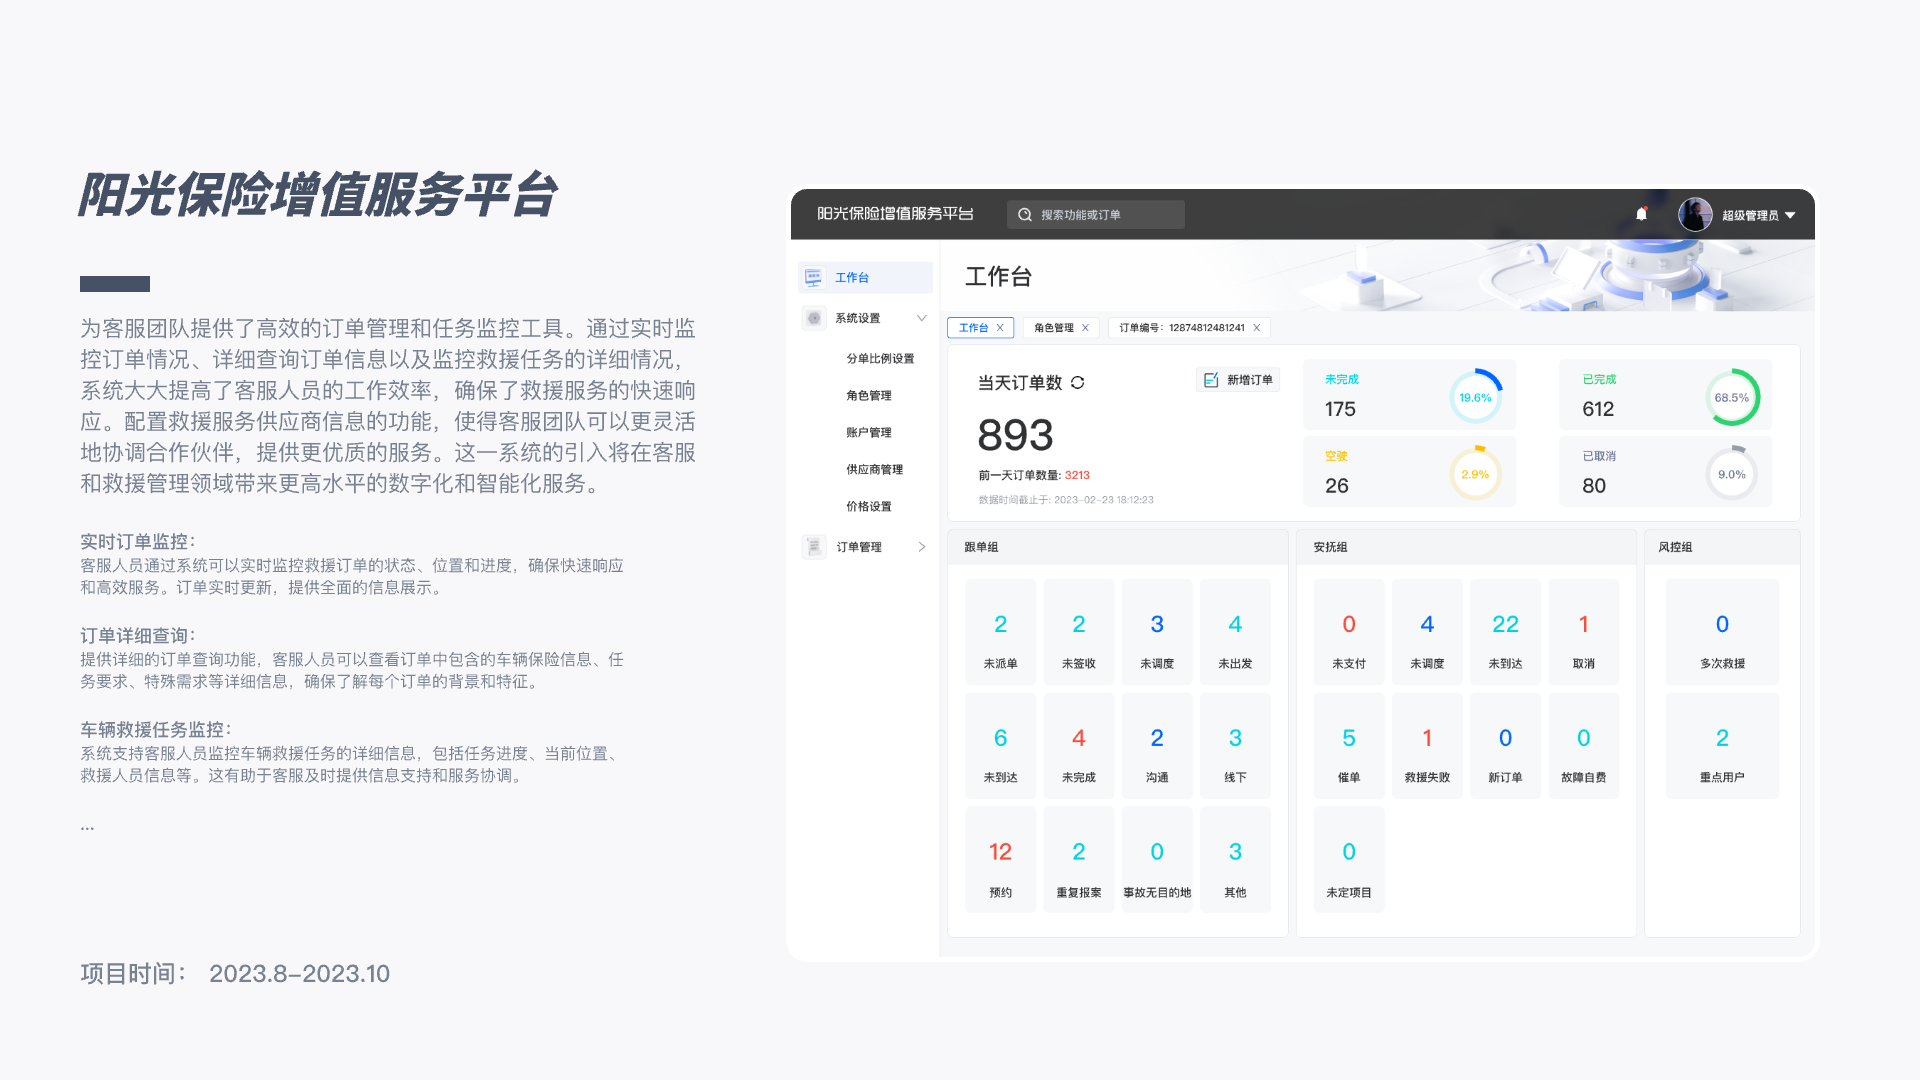 阳光保险增值服务平台
为客服团队提供了高效的订单管理和任务监控工具。通过实时监
控订单情况、详细查询订单信息以及监控救援任务的详细情况，
系统大大提高了客服人员的工作效率，确保了救援服务的快速响
应。配置救援服务供应商信息的功能，使得客服团队可以更灵活
地协调合作伙伴，提供更优质的服务。这一系统的引入将在客服
和救援管理领域带来更高水平的数字化和智能化服务。
实时订单监控：
客服人员通过系统可以实时监控救援订单的状态、位置和进度，确保快速响应
和高效服务。订单实时更新，提供全面的信息展示。
订单详细查询：
提供详细的订单查询功能，客服人员可以查看订单中包含的车辆保险信息、任
务要求、特殊需求等详细信息，确保了解每个订单的背景和特征。
车辆救援任务监控：
系统支持客服人员监控车辆救援任务的详细信息，包括任务进度、当前位置、
救援人员信息等。这有助于客服及时提供信息支持和服务协调。
...
项目时间： 2023.8-2023.10
阳光保险增值服务平台
搜索功能或订单
超级管理员
工作台
系统设置
分单比例设置
角色管理
账户管理
供应商管理
价格设置
订单管理
工作台
工作台 角色管理 订单编号：12874812481241
当天订单数
新增订单
893
前一天订单数量: 3213
数据时间截止于: 2023-02-23 18:12:23
未完成
175
19.6%
已完成
612
68.5%
空驶
26
2.9%
已取消
80
9.0%
跟单组
2 2 3 4
未派单 未签收 未调度 未出发
6 4 2 3
未到达 未完成 沟通 线下
12 2 0 3
预约 重复报案 事故无目的地 其他
安抚组
0 4 22 1
未支付 未调度 未到达 取消
5 1 0 0
催单 救援失败 新订单 故障自费
0
未定项目
风控组
0
多次救援
2
重点用户